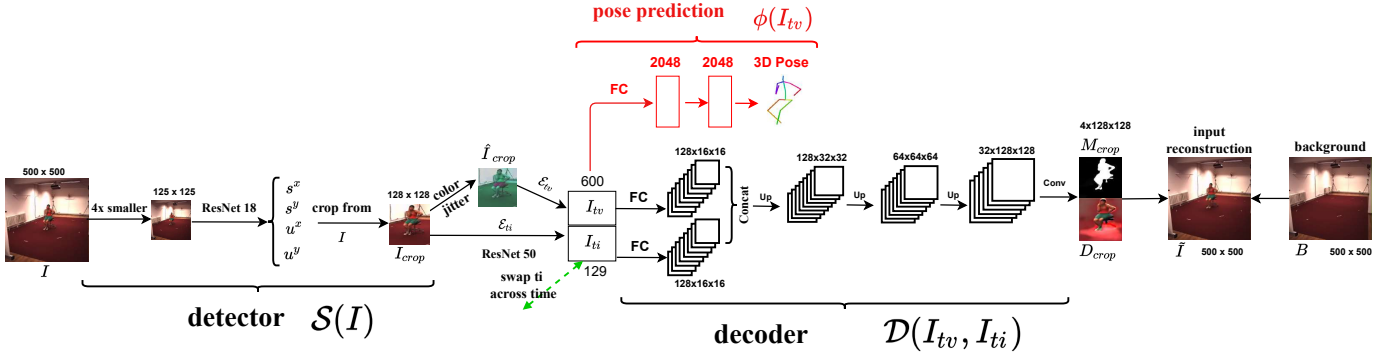 pose prediction ϕ(I_tv)
2048 2048 3D Pose
FC
500 x 500
I
4x smaller
125 x 125
ResNet 18
s^x
s^y
u^x
u^y
crop from
I
128 x 128
I_crop
color
jitter
Î_crop
ℰ_tv
ℰ_ti
ResNet 50
600
I_tv
I_ti
129
swap ti
across time
FC
FC
128x16x16
128x16x16
Concat
Up
128x32x32
Up
64x64x64
Up
32x128x128
Conv
4x128x128
M_crop
D_crop
input
reconstruction
Ĩ
500 x 500
background
B
500 x 500
detector 𝒮(I)
decoder 𝒟(I_tv, I_ti)